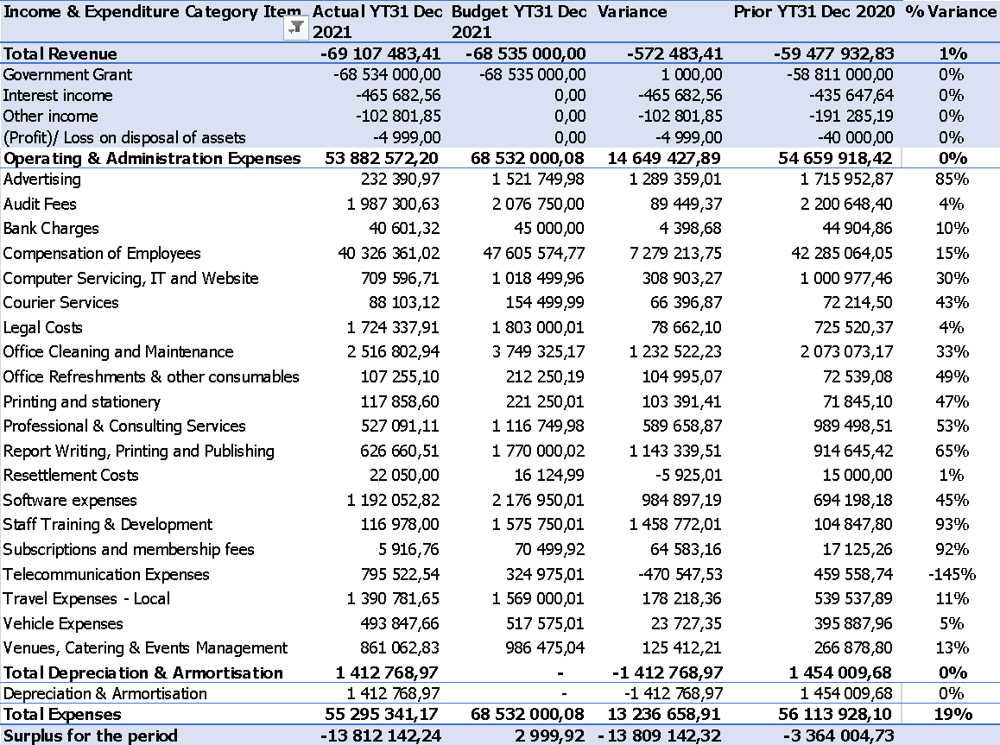 Income & Expenditure Category Item Actual YT31 Dec 2021 Budget YT31 Dec 2021 Variance Prior YT31 Dec 2020 % Variance
Total Revenue -69 107 483,41 -68 535 000,00 -572 483,41 -59 477 932,83 1%
Government Grant -68 534 000,00 -68 535 000,00 1 000,00 -58 811 000,00 0%
Interest income -465 682,56 0,00 -465 682,56 -435 647,64 0%
Other income -102 801,85 0,00 -102 801,85 -191 285,19 0%
(Profit)/ Loss on disposal of assets -4 999,00 0,00 -4 999,00 -40 000,00 0%
Operating & Administration Expenses 53 882 572,20 68 532 000,08 14 649 427,89 54 659 918,42 0%
Advertising 232 390,97 1 521 749,98 1 289 359,01 1 715 952,87 85%
Audit Fees 1 987 300,63 2 076 750,00 89 449,37 2 200 648,40 4%
Bank Charges 40 601,32 45 000,00 4 398,68 44 904,86 10%
Compensation of Employees 40 326 361,02 47 605 574,77 7 279 213,75 42 285 064,05 15%
Computer Servicing, IT and Website 709 596,71 1 018 499,96 308 903,27 1 000 977,46 30%
Courier Services 88 103,12 154 499,99 66 396,87 72 214,50 43%
Legal Costs 1 724 337,91 1 803 000,01 78 662,10 725 520,37 4%
Office Cleaning and Maintenance 2 516 802,94 3 749 325,17 1 232 522,23 2 073 073,17 33%
Office Refreshments & other consumables 107 255,10 212 250,19 104 995,07 72 539,08 49%
Printing and stationery 117 858,60 221 250,01 103 391,41 71 845,10 47%
Professional & Consulting Services 527 091,11 1 116 749,98 589 658,87 989 498,51 53%
Report Writing, Printing and Publishing 626 660,51 1 770 000,02 1 143 339,51 914 645,42 65%
Resettlement Costs 22 050,00 16 124,99 -5 925,01 15 000,00 1%
Software expenses 1 192 052,82 2 176 950,01 984 897,19 694 198,18 45%
Staff Training & Development 116 978,00 1 575 750,01 1 458 772,01 104 847,80 93%
Subscriptions and membership fees 5 916,76 70 499,92 64 583,16 17 125,26 92%
Telecommunication Expenses 795 522,54 324 975,01 -470 547,53 459 558,74 -145%
Travel Expenses - Local 1 390 781,65 1 569 000,01 178 218,36 539 537,89 11%
Vehicle Expenses 493 847,66 517 575,01 23 727,35 395 887,96 5%
Venues, Catering & Events Management 861 062,83 986 475,04 125 412,21 266 878,80 13%
Total Depreciation & Armortisation 1 412 768,97 - -1 412 768,97 1 454 009,68 0%
Depreciation & Armortisation 1 412 768,97 - -1 412 768,97 1 454 009,68 0%
Total Expenses 55 295 341,17 68 532 000,08 13 236 658,91 56 113 928,10 19%
Surplus for the period -13 812 142,24 2 999,92 - 13 809 142,32 -3 364 004,73